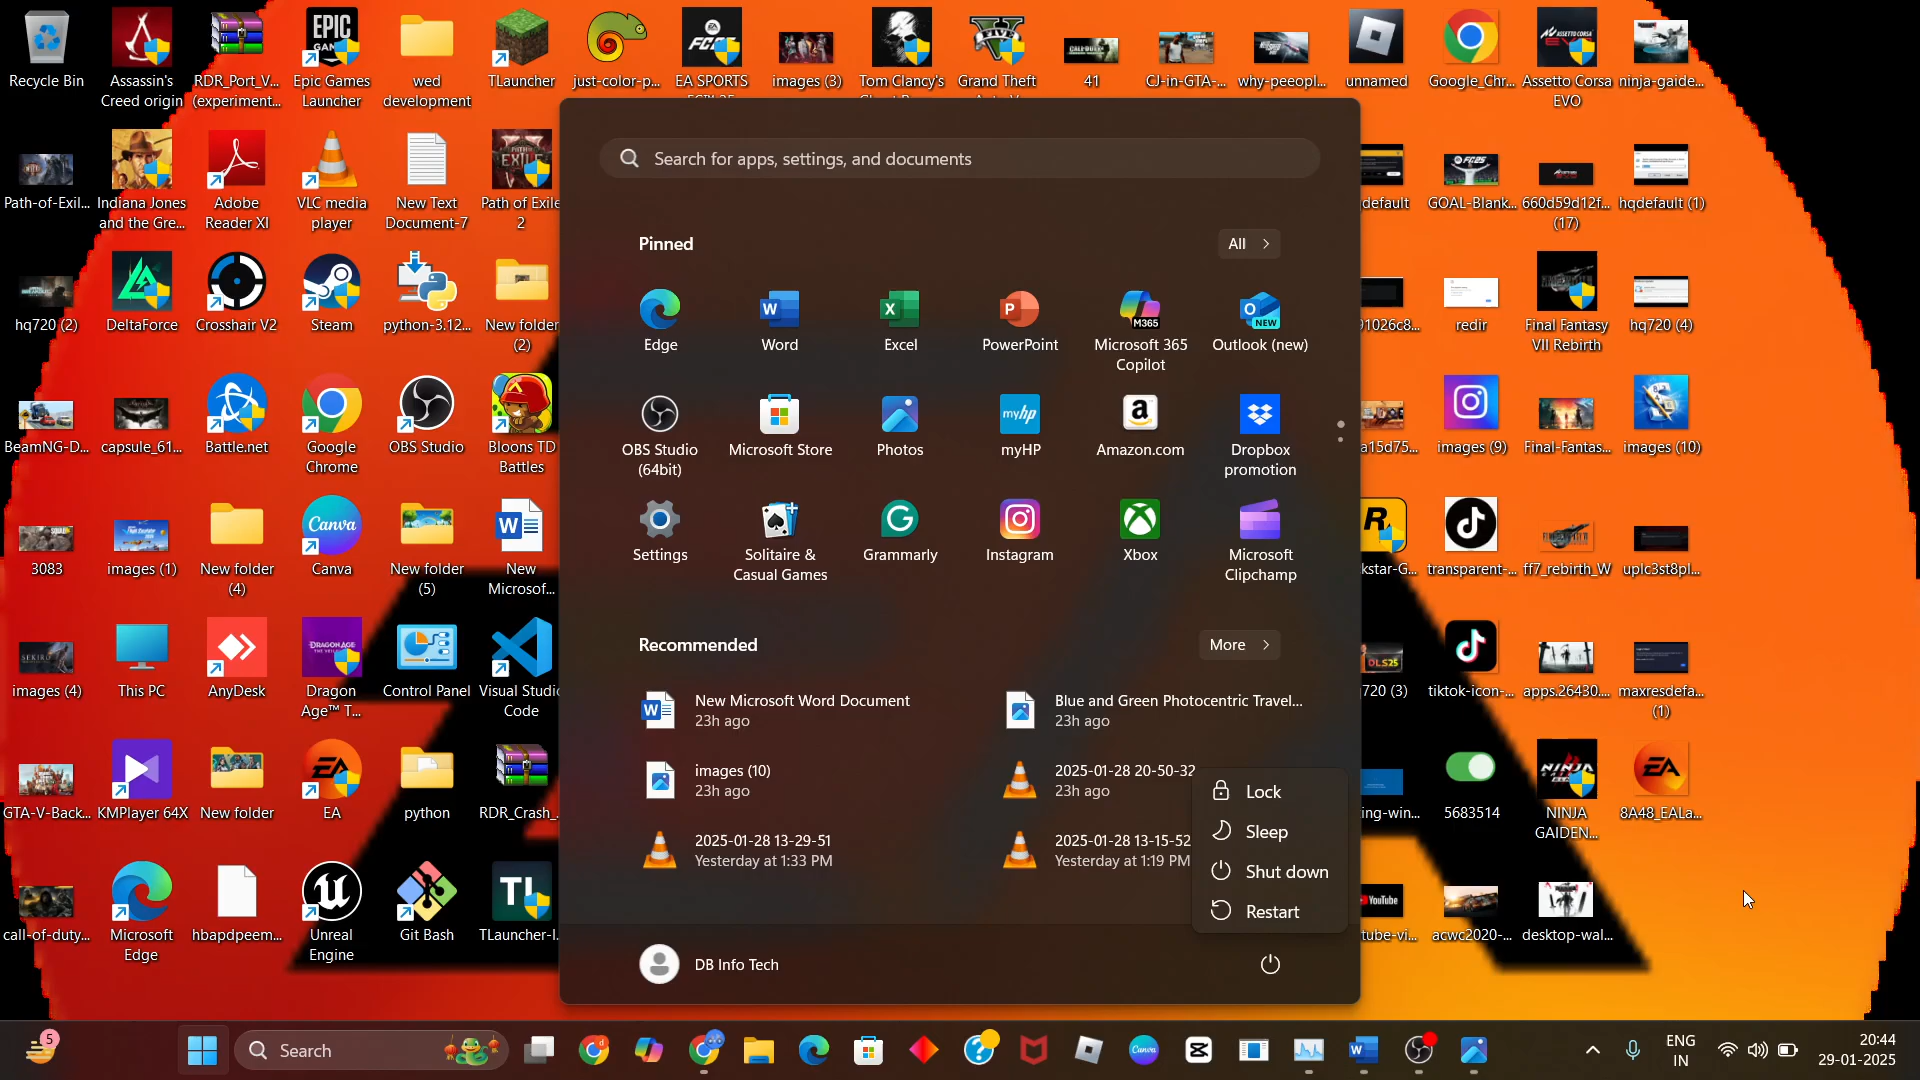 Recycle Bin
Assassin's
Creed origin
RDR_Port_V...
(experiment...
Epic Games
Launcher
wed
development
TLauncher
just-color-p...
EA SPORTS
images (3)
Tom Clancy's
Grand Theft
41
CJ-in-GTA-...
why-peeopl...
unnamed
Google_Chr...
Assetto Corsa
EVO
ninja-gaide...
Path-of-Exil...
Indiana Jones
and the Gre...
Adobe
Reader XI
VLC media
player
New Text
Document-7
Path of Exile
2
Search for apps, settings, and documents
GOAL-Blank...
660d59d12f...
(17)
hqdefault (1)
hq720 (2)
DeltaForce
Crosshair V2
Steam
python-3.12...
New folder
(2)
Pinned
All
Edge
Word
Excel
PowerPoint
Microsoft 365
Copilot
Outlook (new)
91026c8...
redir
Final Fantasy
VII Rebirth
hq720 (4)
BeamNG-D...
capsule_61...
Battle.net
Google
Chrome
OBS Studio
Bloons TD
Battles
OBS Studio
(64bit)
Microsoft Store
Photos
myHP
Amazon.com
Dropbox
promotion
a15d75...
images (9)
Final-Fantas...
images (10)
3083
images (1)
New folder
(4)
Canva
New folder
(5)
New
Microsof...
Settings
Solitaire &
Casual Games
Grammarly
Instagram
Xbox
Microsoft
Clipchamp
kstar-G...
transparent-...
ff7_rebirth_W
uplc3st8pl...
images (4)
This PC
AnyDesk
Dragon
Age™ T...
Control Panel
Visual Studio
Code
Recommended
More
New Microsoft Word Document
23h ago
Blue and Green Photocentric Travel...
23h ago
images (10)
23h ago
2025-01-28 20-50-32
23h ago
2025-01-28 13-29-51
Yesterday at 1:33 PM
2025-01-28 13-15-52
Yesterday at 1:19 PM
Lock
Sleep
Shut down
Restart
720 (3)
tiktok-icon-...
apps.26430....
maxresdefa...
(1)
GTA-V-Back...
KMPlayer 64X
New folder
EA
python
RDR_Crash_...
ing-win...
5683514
NINJA
GAIDEN...
8A48_EALa...
call-of-duty...
Microsoft
Edge
hbapdpeem...
Unreal
Engine
Git Bash
TLauncher-I...
tube-vi...
acwc2020-...
desktop-wal...
DB Info Tech
5
Search
ENG
IN
20:44
29-01-2025